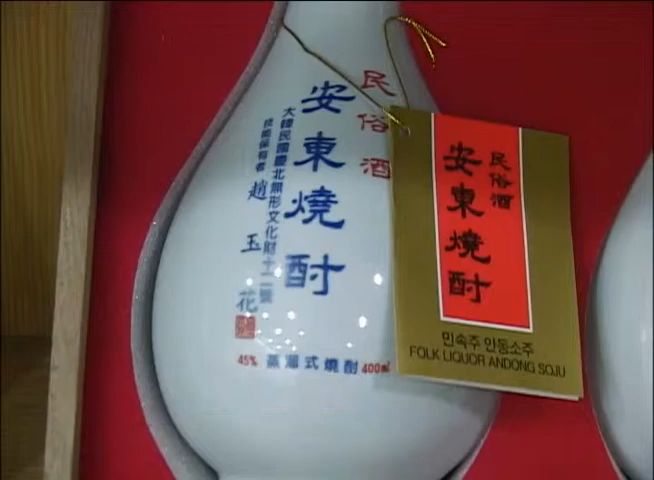 民俗酒
安東燒酎
大韓民國慶北無形文化財十二號
技能保有者
趙玉花
45% 蒸溜式燒酎 400㎖
民俗酒
安東燒酎
민속주 안동소주
FOLK LIQUOR ANDONG SOJU